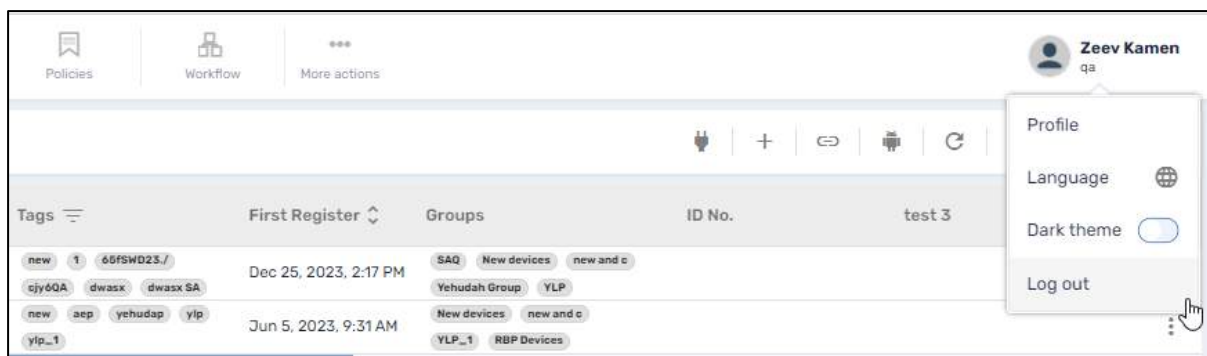 Zeev Kamen
qa
Policies Workflow More actions
Profile
Language
Dark theme
Log out
Tags First Register Groups ID No. test 3
new 1 65fSWD23./
cjy6QA dwasx dwasx SA
Dec 25, 2023, 2:17 PM
SAQ New devices new and c
Yehudah Group YLP
new aep yehudap ylp
ylp_1
Jun 5, 2023, 9:31 AM
New devices new and c
YLP_1 RBP Devices